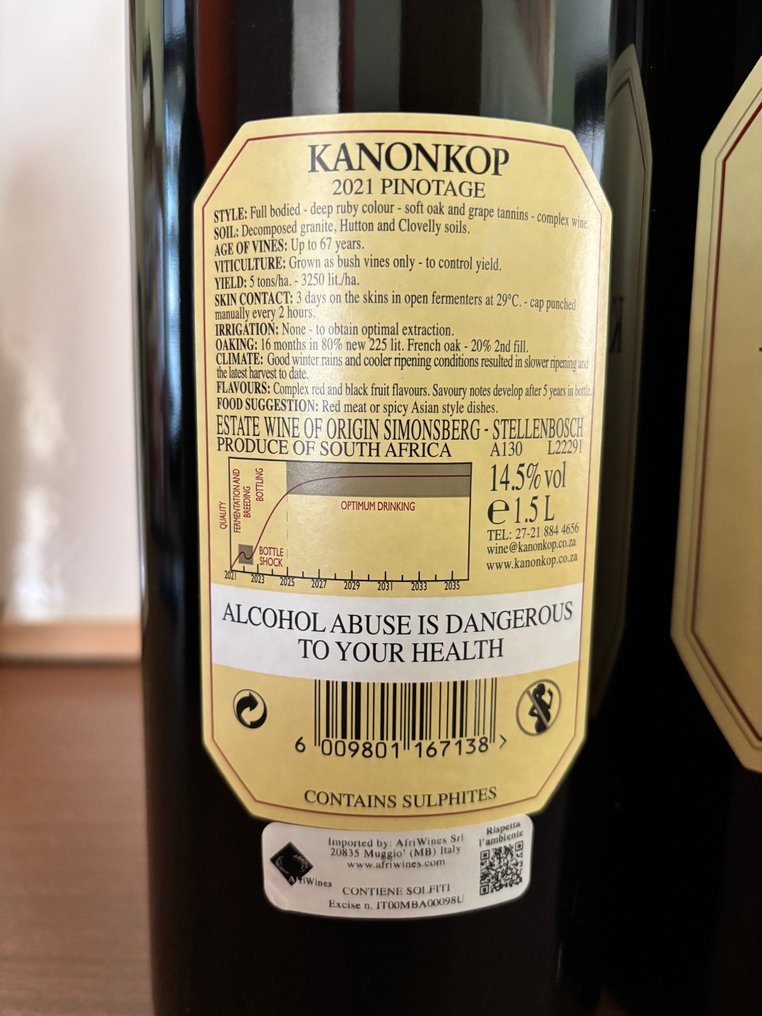 KANONKOP
2021 PINOTAGE
STYLE: Full bodied - deep ruby colour - soft oak and grape tannins - complex wine.
SOIL: Decomposed granite, Hutton and Clovelly soils.
AGE OF VINES: Up to 67 years.
VITICULTURE: Grown as bush vines only - to control yield.
YIELD: 5 tons/ha. - 3250 lit./ha.
SKIN CONTACT: 3 days on the skins in open fermenters at 29°C. - cap punched
manually every 2 hours.
IRRIGATION: None - to obtain optimal extraction.
OAKING: 16 months in 80% new 225 lit. French oak - 20% 2nd fill.
CLIMATE: Good winter rains and cooler ripening conditions resulted in slower ripening and
the latest harvest to date.
FLAVOURS: Complex red and black fruit flavours. Savoury notes develop after 5 years in bottle.
FOOD SUGGESTION: Red meat or spicy Asian style dishes.
ESTATE WINE OF ORIGIN SIMONSBERG - STELLENBOSCH
PRODUCE OF SOUTH AFRICA A130 L22291
QUALITY
FERMENTATION AND
BREEDING
BOTTLING
OPTIMUM DRINKING
BOTTLE
SHOCK
2021 2023 2025 2027 2029 2031 2033 2035
14.5% vol
e 1.5 L
TEL: 27-21 884 4656
wine@kanonkop.co.za
www.kanonkop.co.za
ALCOHOL ABUSE IS DANGEROUS
TO YOUR HEALTH
6 009801 167138 >
CONTAINS SULPHITES
AfriWines
Imported by: AfriWines Srl
20835 Muggio' (MB) Italy
www.afriwines.com
CONTIENE SOLFITI
Excise n. IT00MBA00098U
Rispetta
l'ambiente